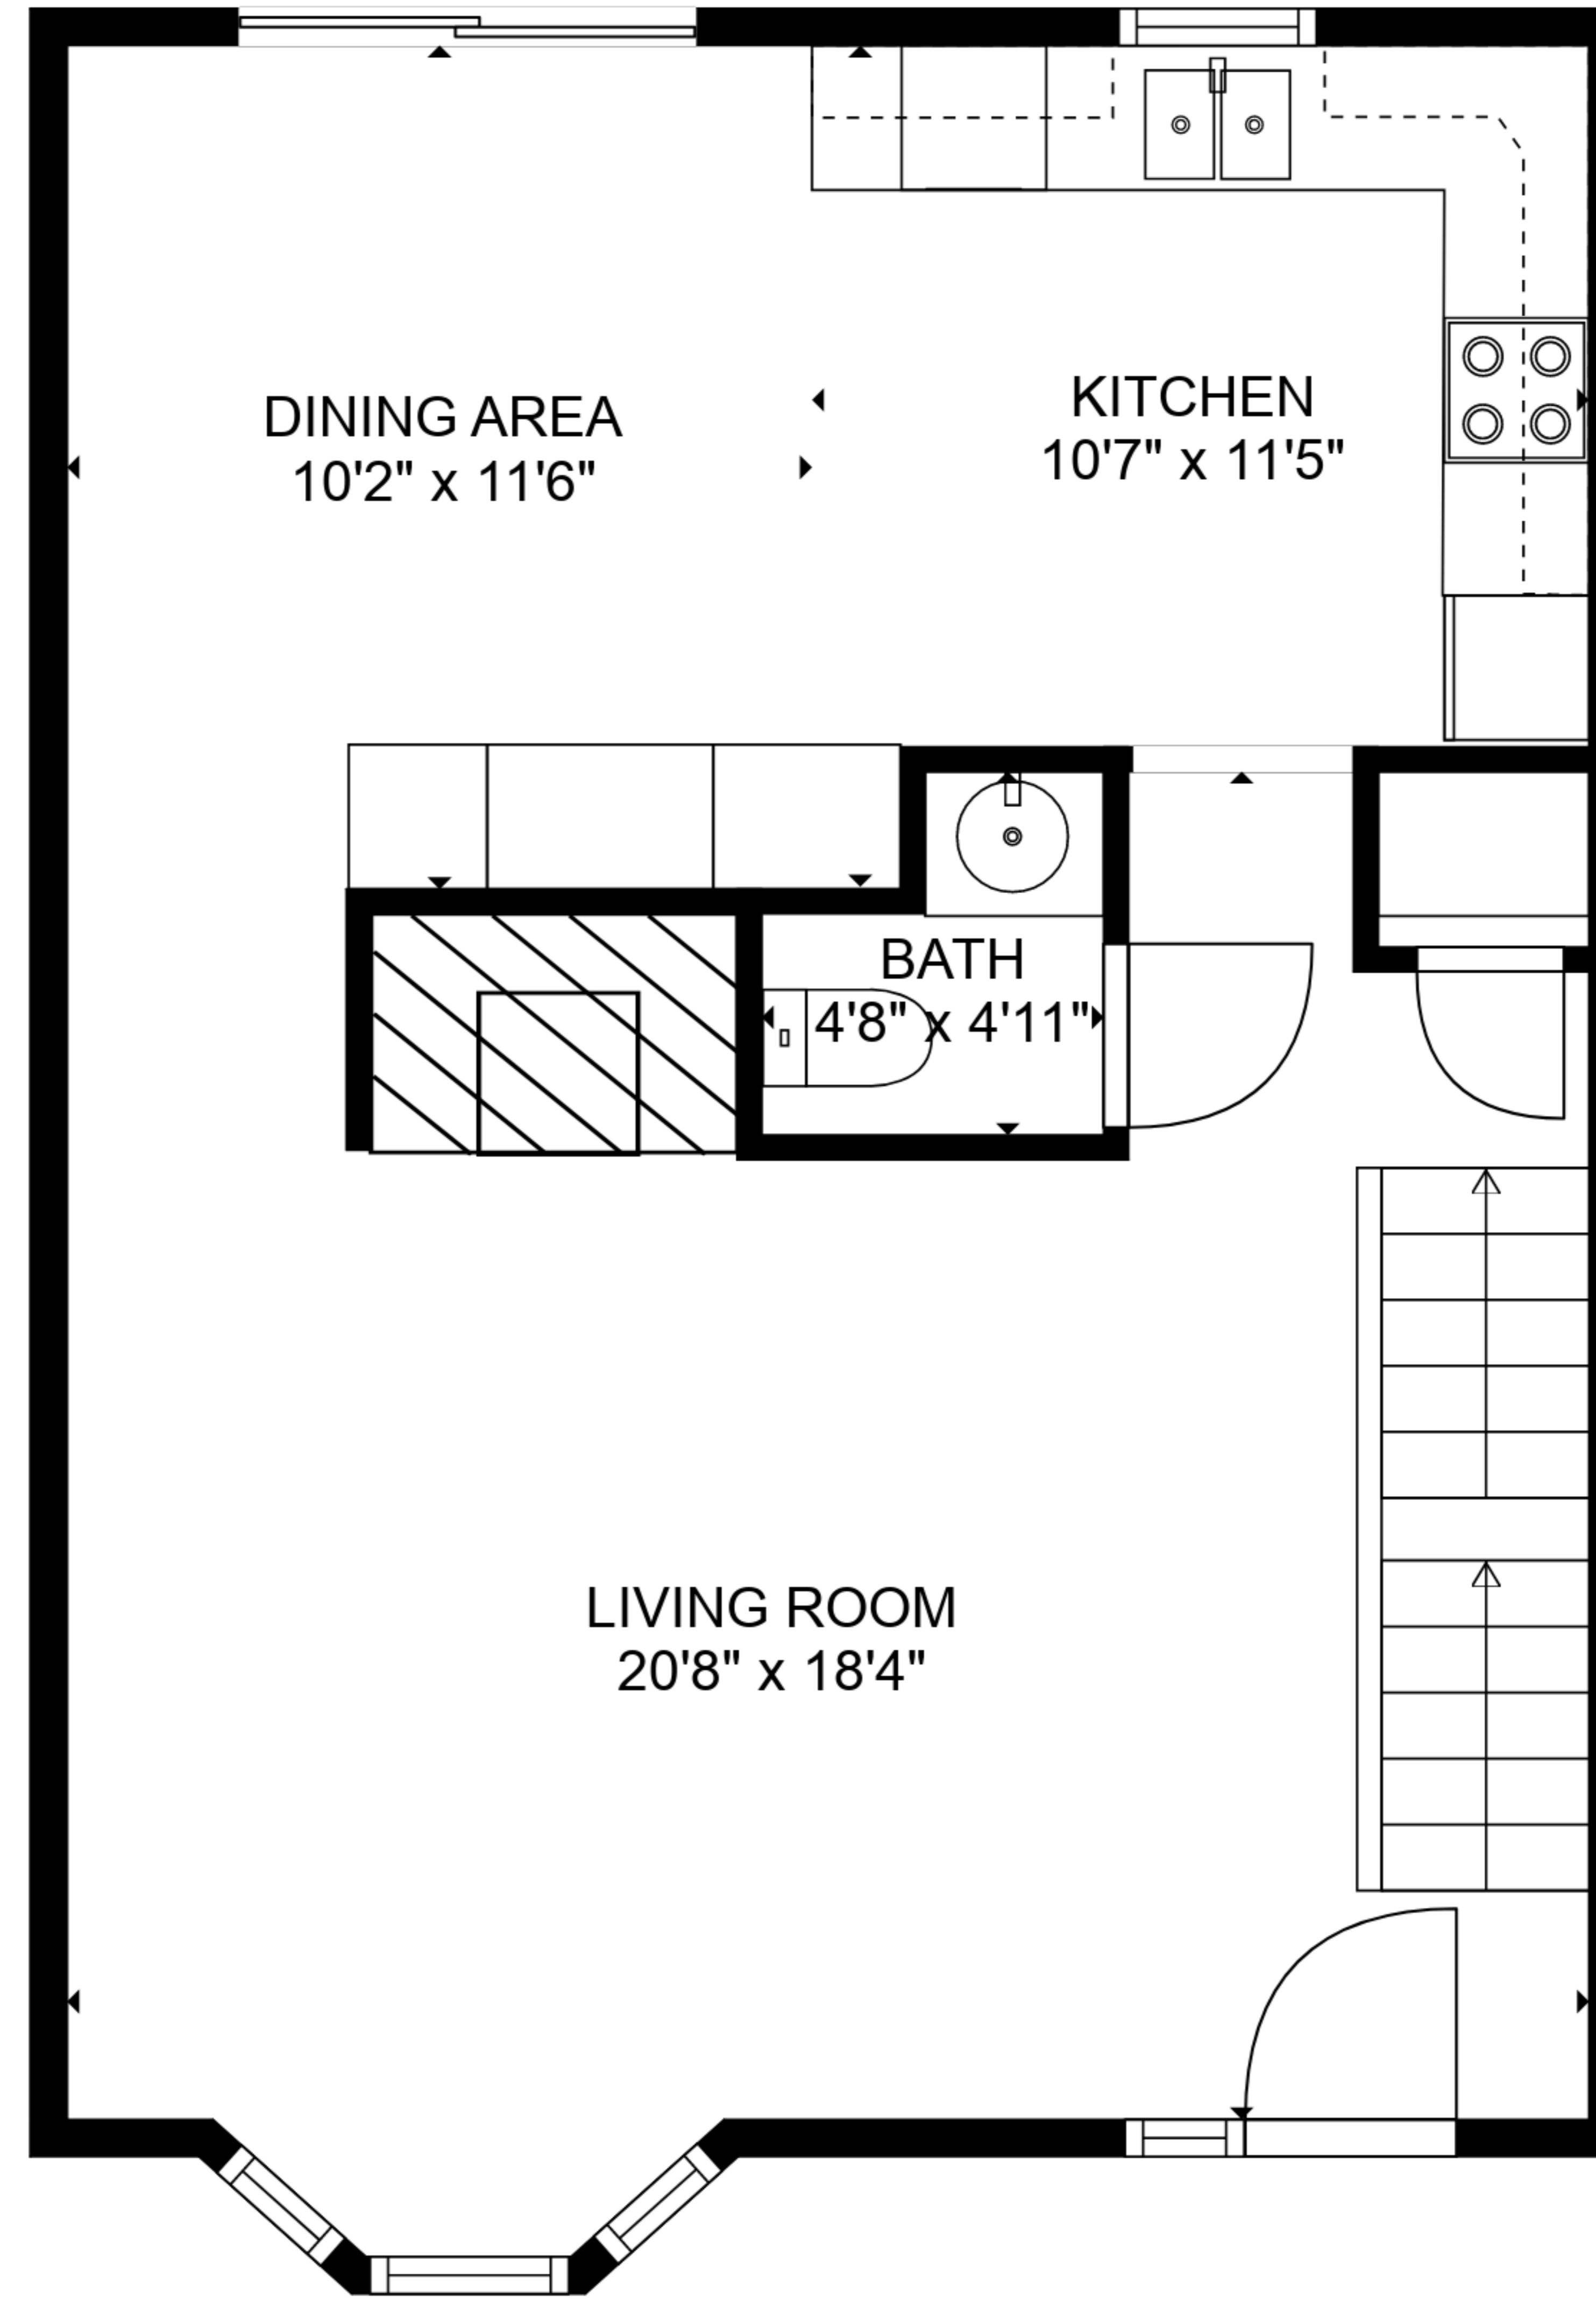 DINING AREA
10'2" x 11'6"
KITCHEN
10'7" x 11'5"
BATH
4'8" x 4'11"
LIVING ROOM
20'8" x 18'4"